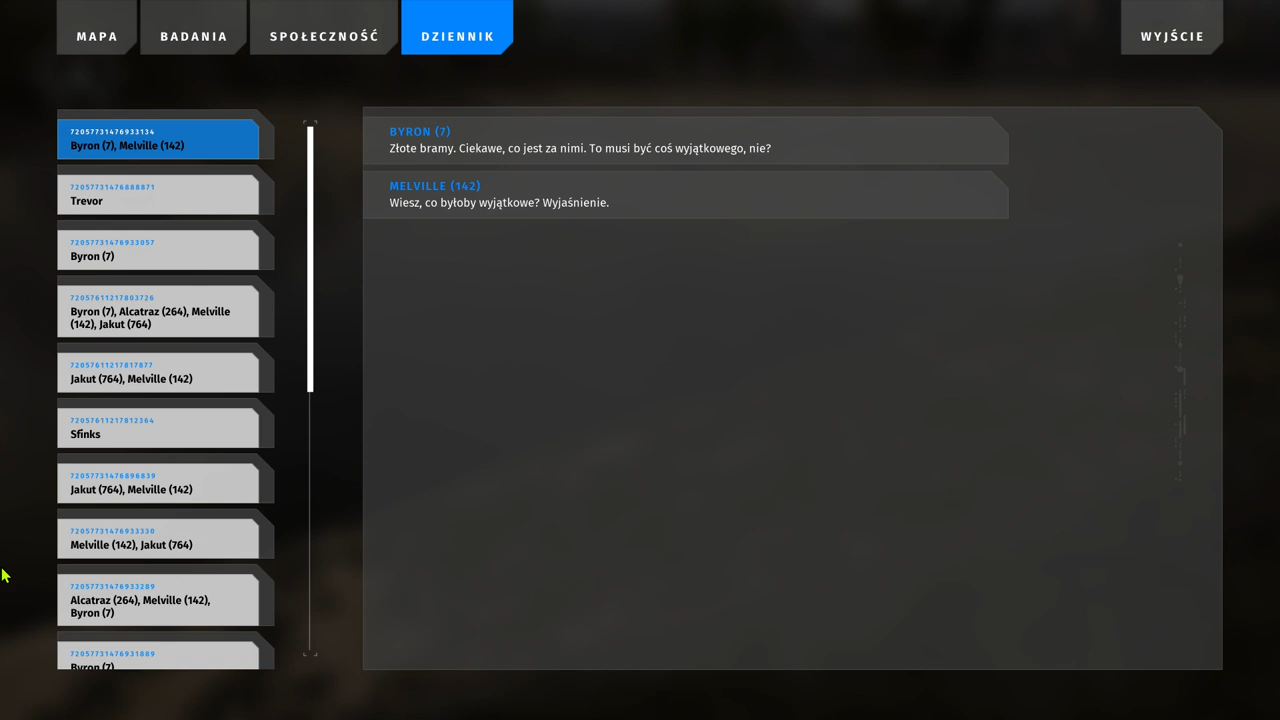 MAPA
BADANIA
SPOŁECZNOŚĆ
DZIENNIK
WYJŚCIE
72057731476933134
Byron (7), Melville (142)
72057731476888871
Trevor
72057731476933057
Byron (7)
72057611217803726
Byron (7), Alcatraz (264), Melville
(142), Jakut (764)
72057611217817877
Jakut (764), Melville (142)
72057611217812364
Sfinks
72057731476896839
Jakut (764), Melville (142)
72057731476933330
Melville (142), Jakut (764)
72057731476933289
Alcatraz (264), Melville (142),
Byron (7)
72057731476931889
Byron (7)
BYRON (7)
Złote bramy. Ciekawe, co jest za nimi. To musi być coś wyjątkowego, nie?
MELVILLE (142)
Wiesz, co byłoby wyjątkowe? Wyjaśnienie.